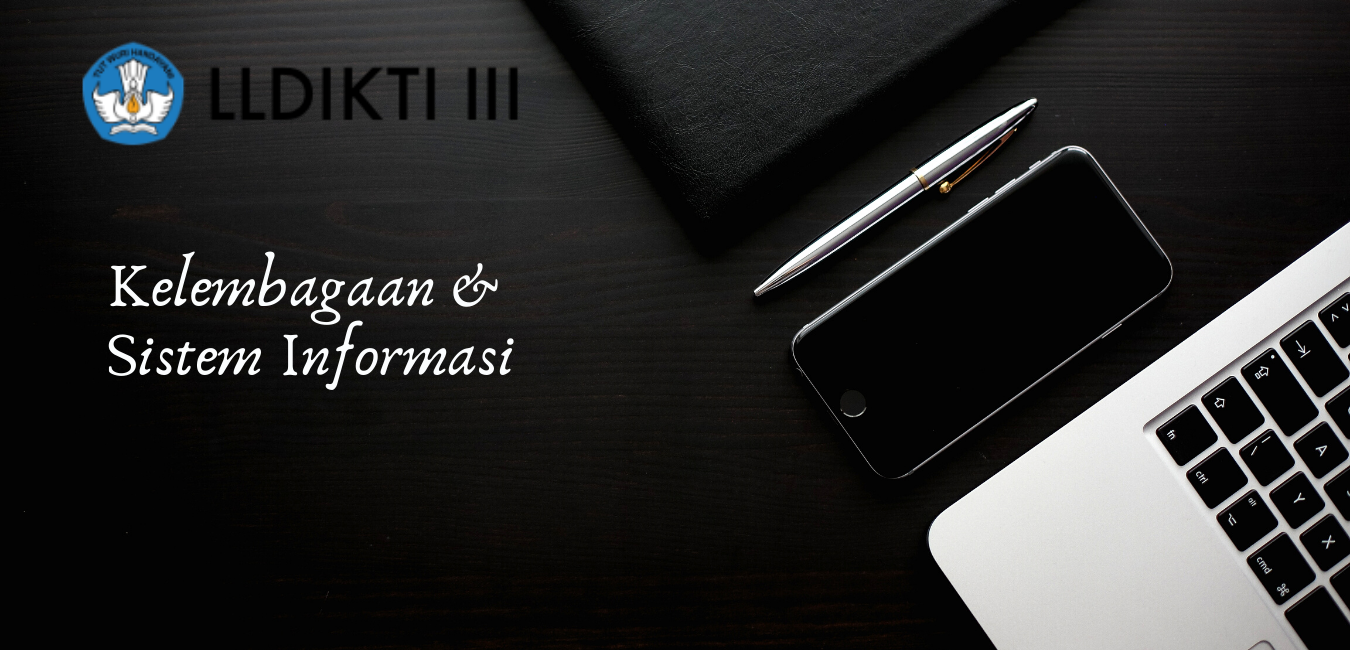 TUT WURI HANDAYANI
LLDIKTI III
Kelembagaan &
Sistem Informasi
fn
ctrl
alt
cmd
A
Y
X